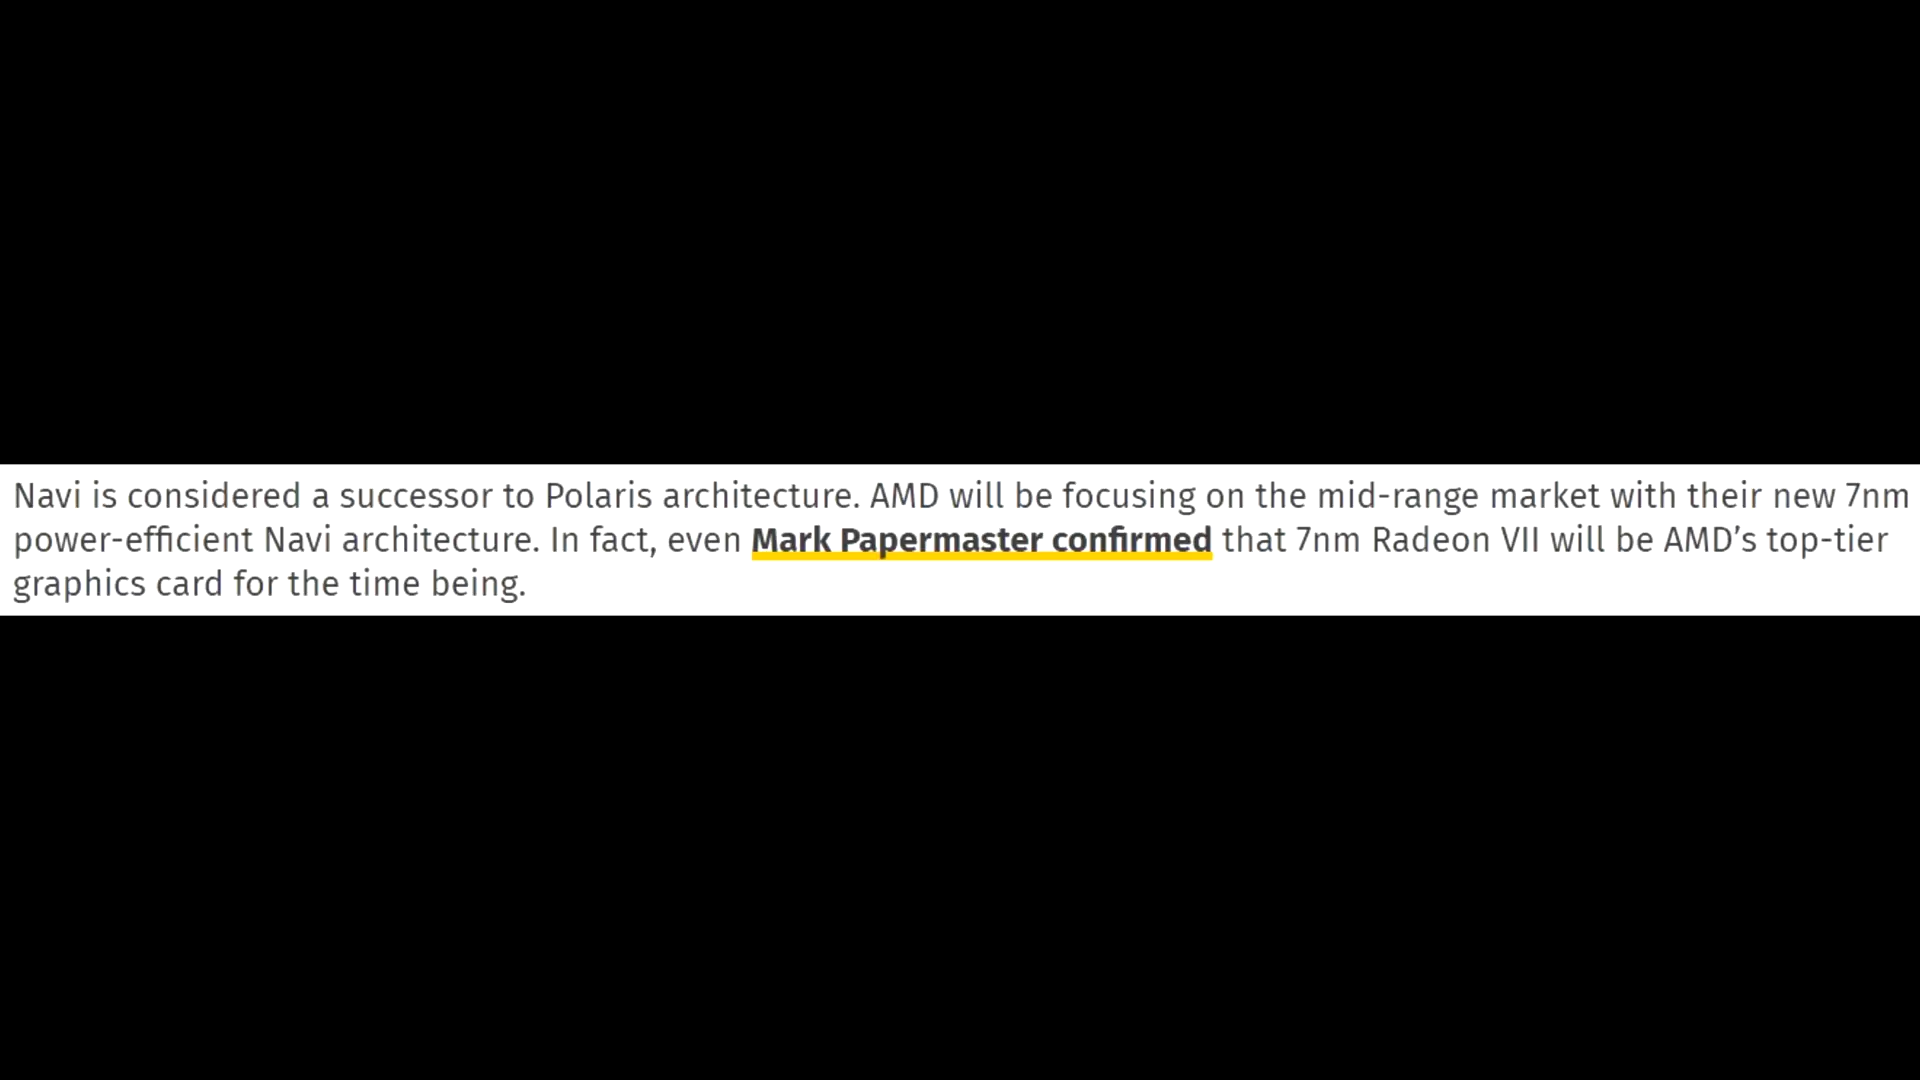 Navi is considered a successor to Polaris architecture. AMD will be focusing on the mid-range market with their new 7nm
power-efficient Navi architecture. In fact, even Mark Papermaster confirmed that 7nm Radeon VII will be AMD’s top-tier
graphics card for the time being.